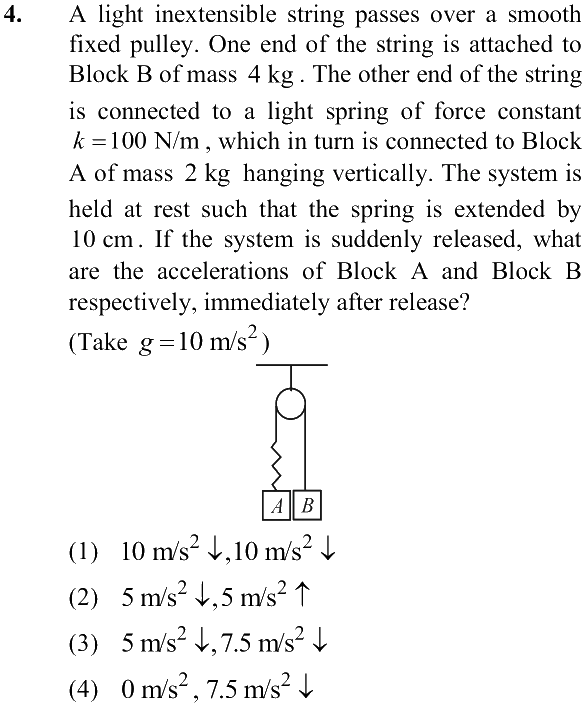 4. A light inextensible string passes over a smooth
fixed pulley. One end of the string is attached to
Block B of mass 4 kg . The other end of the string
is connected to a light spring of force constant
k = 100 N/m , which in turn is connected to Block
A of mass 2 kg hanging vertically. The system is
held at rest such that the spring is extended by
10 cm . If the system is suddenly released, what
are the accelerations of Block A and Block B
respectively, immediately after release?
(Take g = 10 m/s² )
A B
(1) 10 m/s² ↓,10 m/s² ↓
(2) 5 m/s² ↓,5 m/s² ↑
(3) 5 m/s² ↓,7.5 m/s² ↓
(4) 0 m/s² , 7.5 m/s² ↓